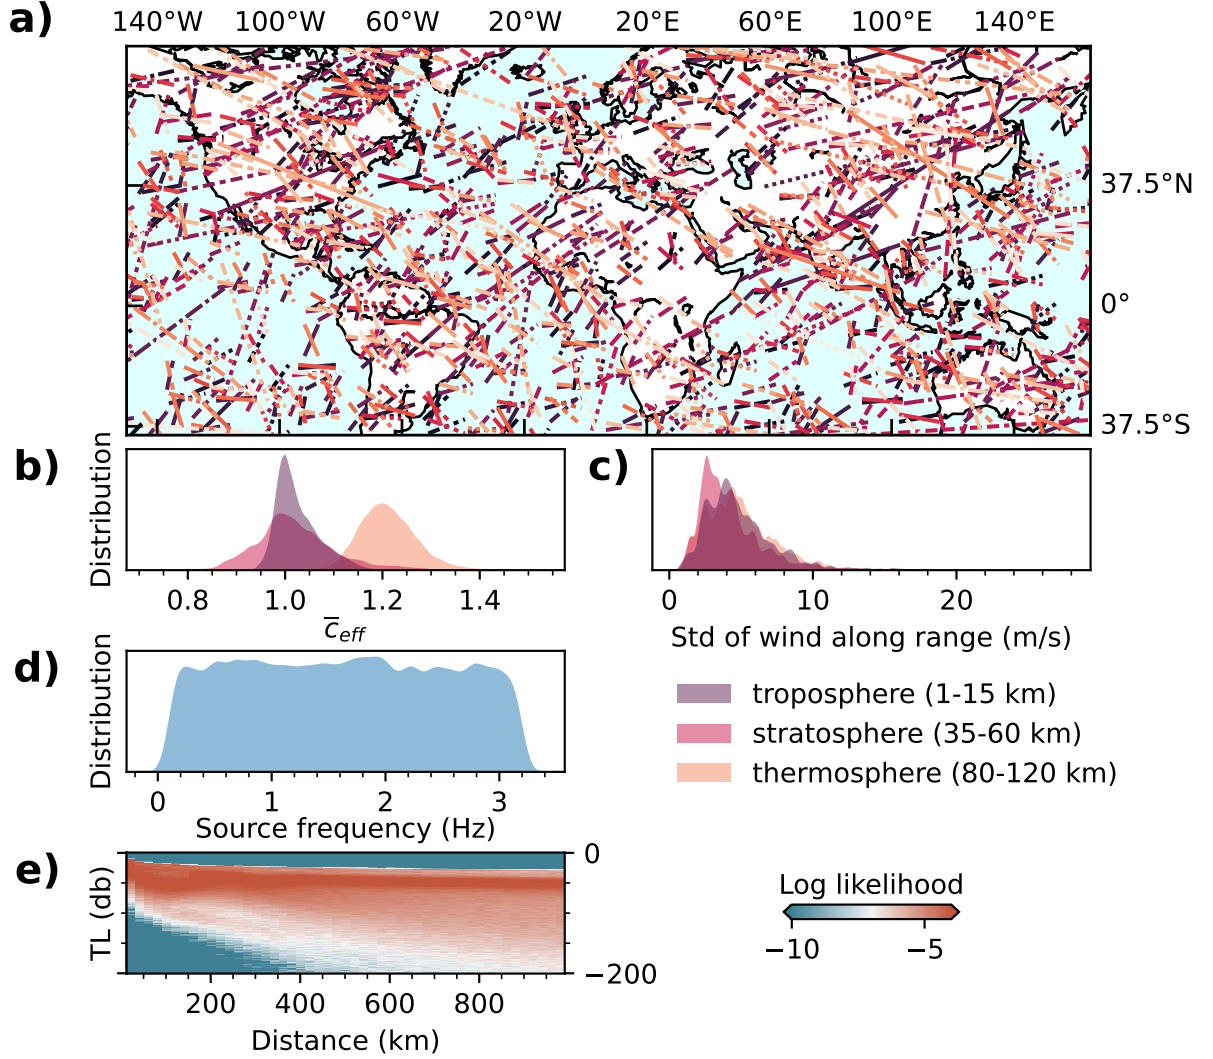 a)
140°W 100°W 60°W 20°W 20°E 60°E 100°E 140°E
37.5°N
0°
37.5°S
b)
Distribution
0.8 1.0 1.2 1.4
c̅eff
c)
0 10 20
Std of wind along range (m/s)
d)
Distribution
0 1 2 3
Source frequency (Hz)
troposphere (1-15 km)
stratosphere (35-60 km)
thermosphere (80-120 km)
e)
TL (db)
0
−200
200 400 600 800
Distance (km)
Log likelihood
−10 −5